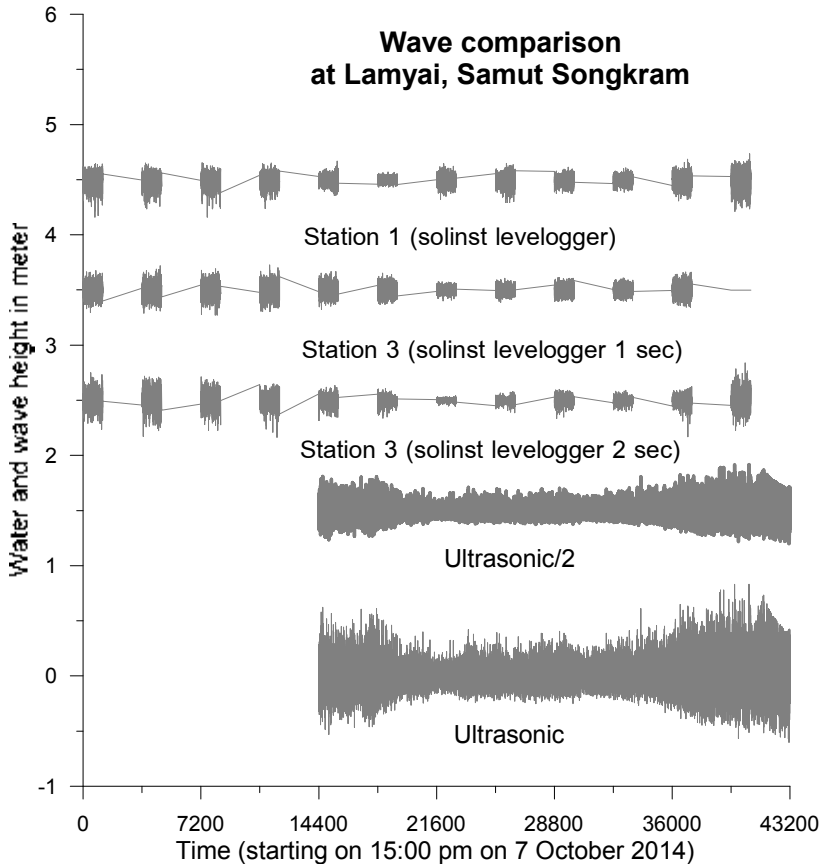 Wave comparison
at Lamyai, Samut Songkram
6
5
4
3
2
1
0
-1
Water and wave height in meter
Station 1 (solinst levelogger)
Station 3 (solinst levelogger 1 sec)
Station 3 (solinst levelogger 2 sec)
Ultrasonic/2
Ultrasonic
0 7200 14400 21600 28800 36000 43200
Time (starting on 15:00 pm on 7 October 2014)